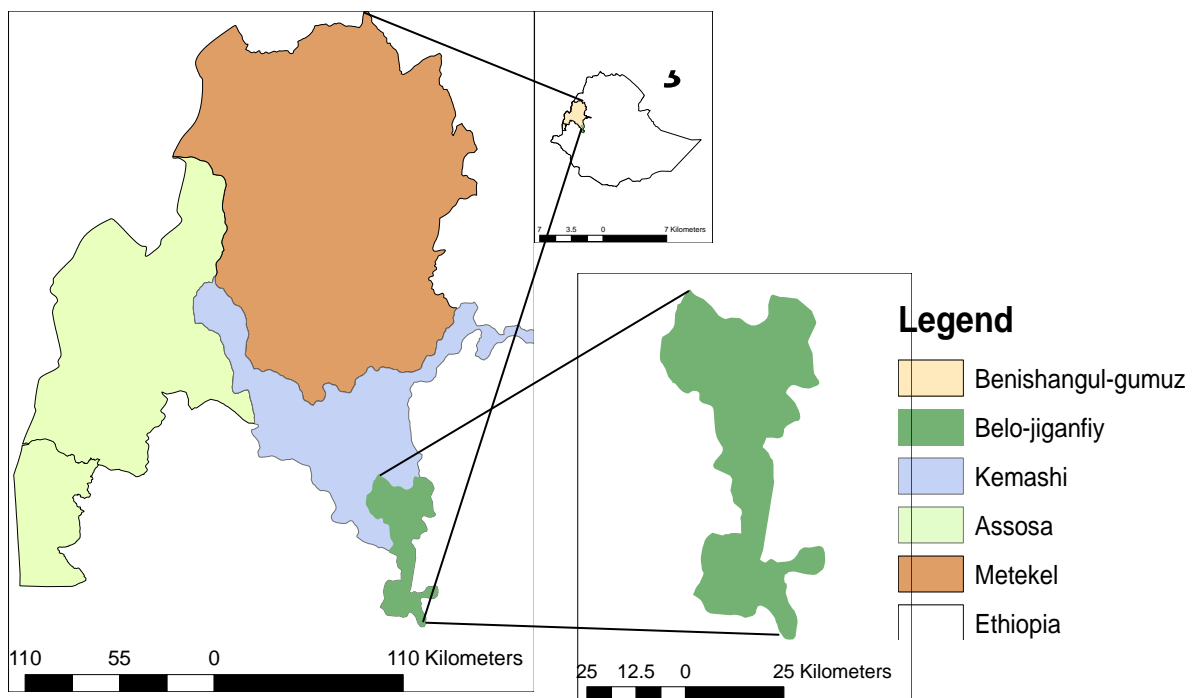 7 3.5 0 7 Kilometers
Legend
Benishangul-gumuz
Belo-jiganfiy
Kemashi
Assosa
Metekel
Ethiopia
110 55 0 110 Kilometers
25 12.5 0 25 Kilometers